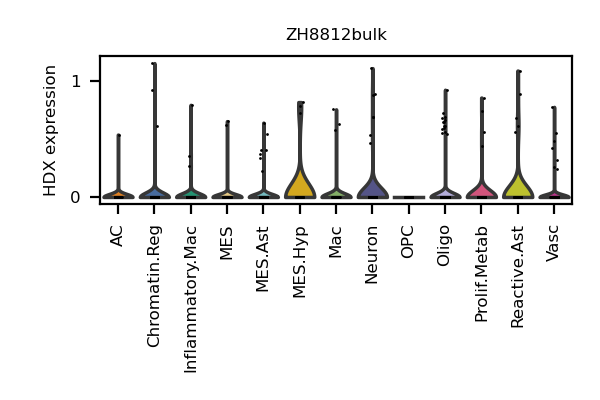 ZH8812bulk
HDX expression
1
0
AC
Chromatin.Reg
Inflammatory.Mac
MES
MES.Ast
MES.Hyp
Mac
Neuron
OPC
Oligo
Prolif.Metab
Reactive.Ast
Vasc